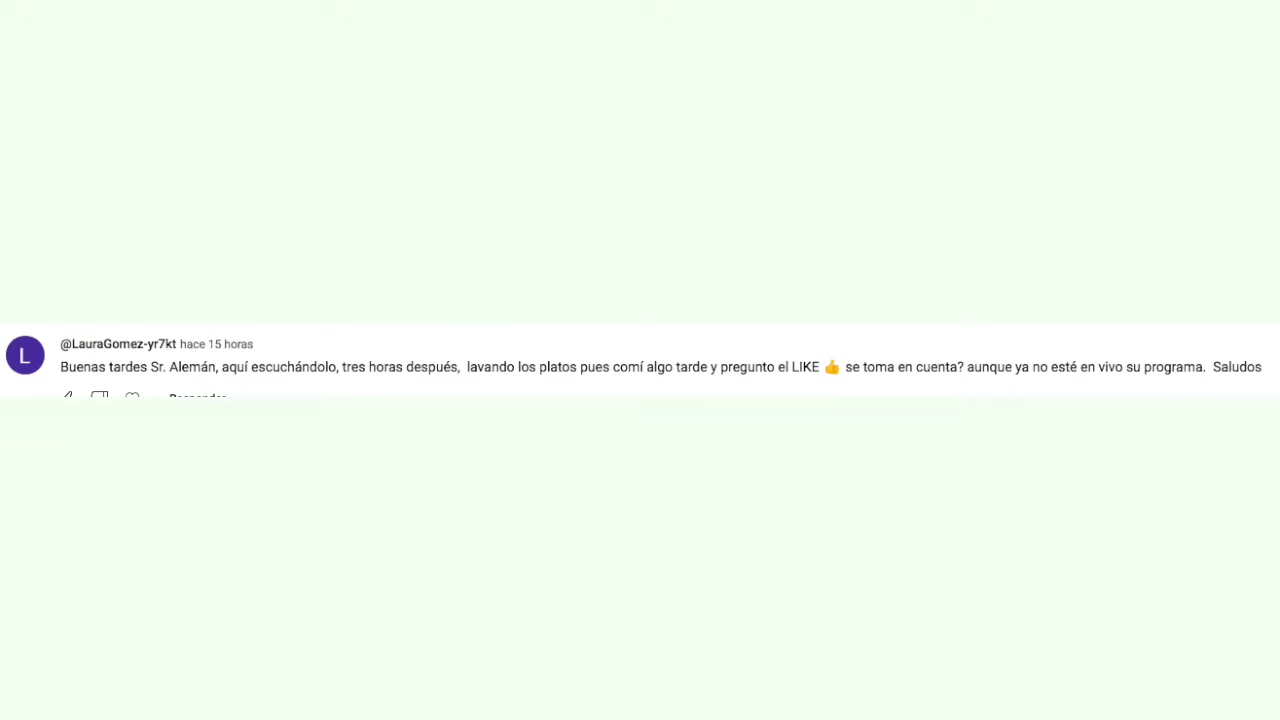 L
@LauraGomez-yr7kt hace 15 horas
Buenas tardes Sr. Alemán, aquí escuchándolo, tres horas después,  lavando los platos pues comí algo tarde y pregunto el LIKE 👍 se toma en cuenta? aunque ya no esté en vivo su programa.  Saludos
Responder